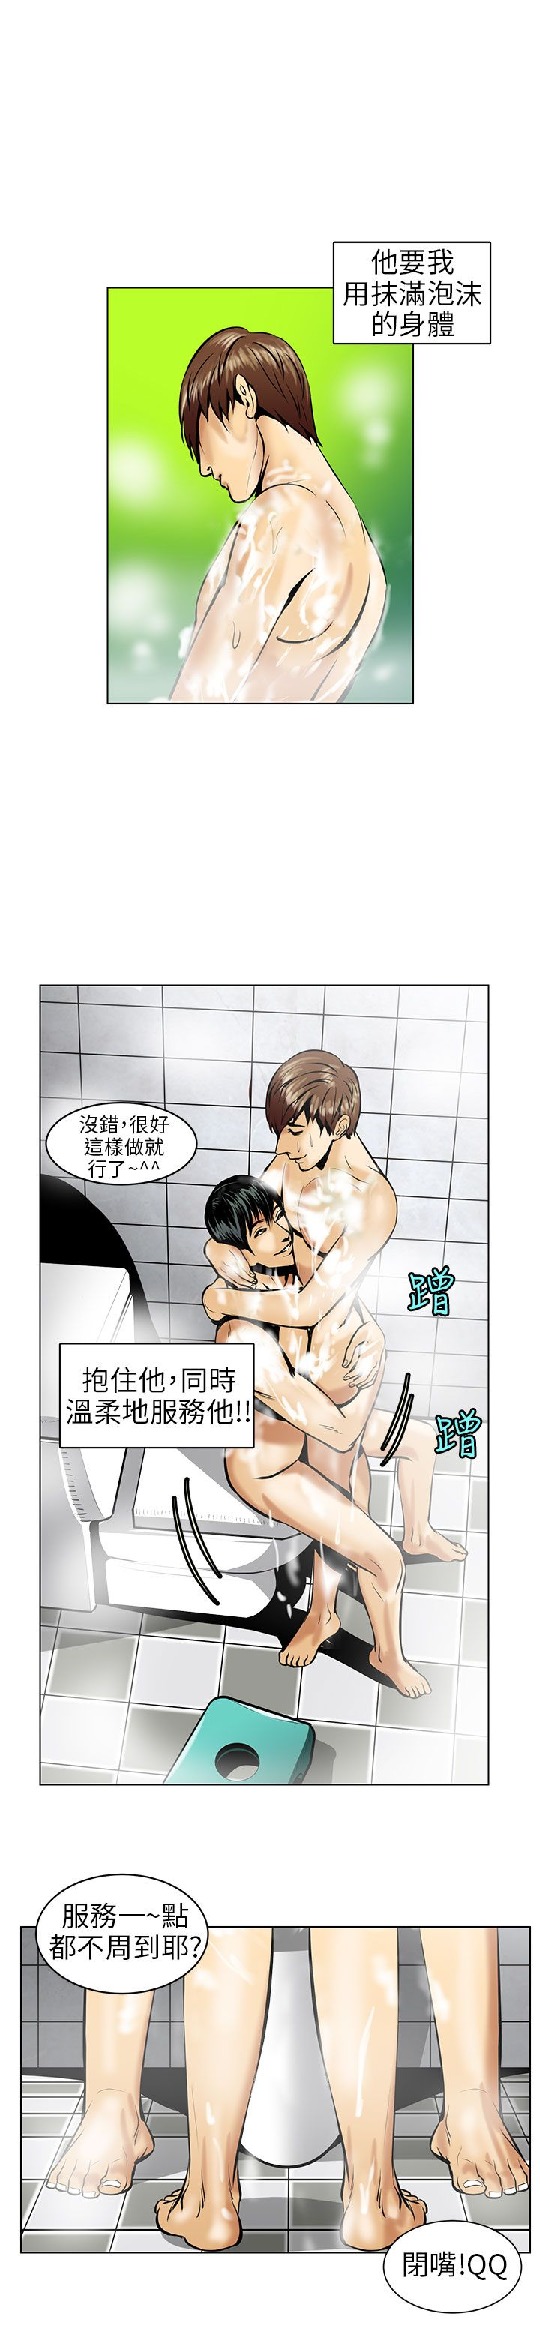 他要我
用抹滿泡沫
的身體
沒錯,很好
這樣做就
行了~^^
蹭
抱住他,同時
溫柔地服務他!!
蹭
服務一~點
都不周到耶?
閉嘴!QQ